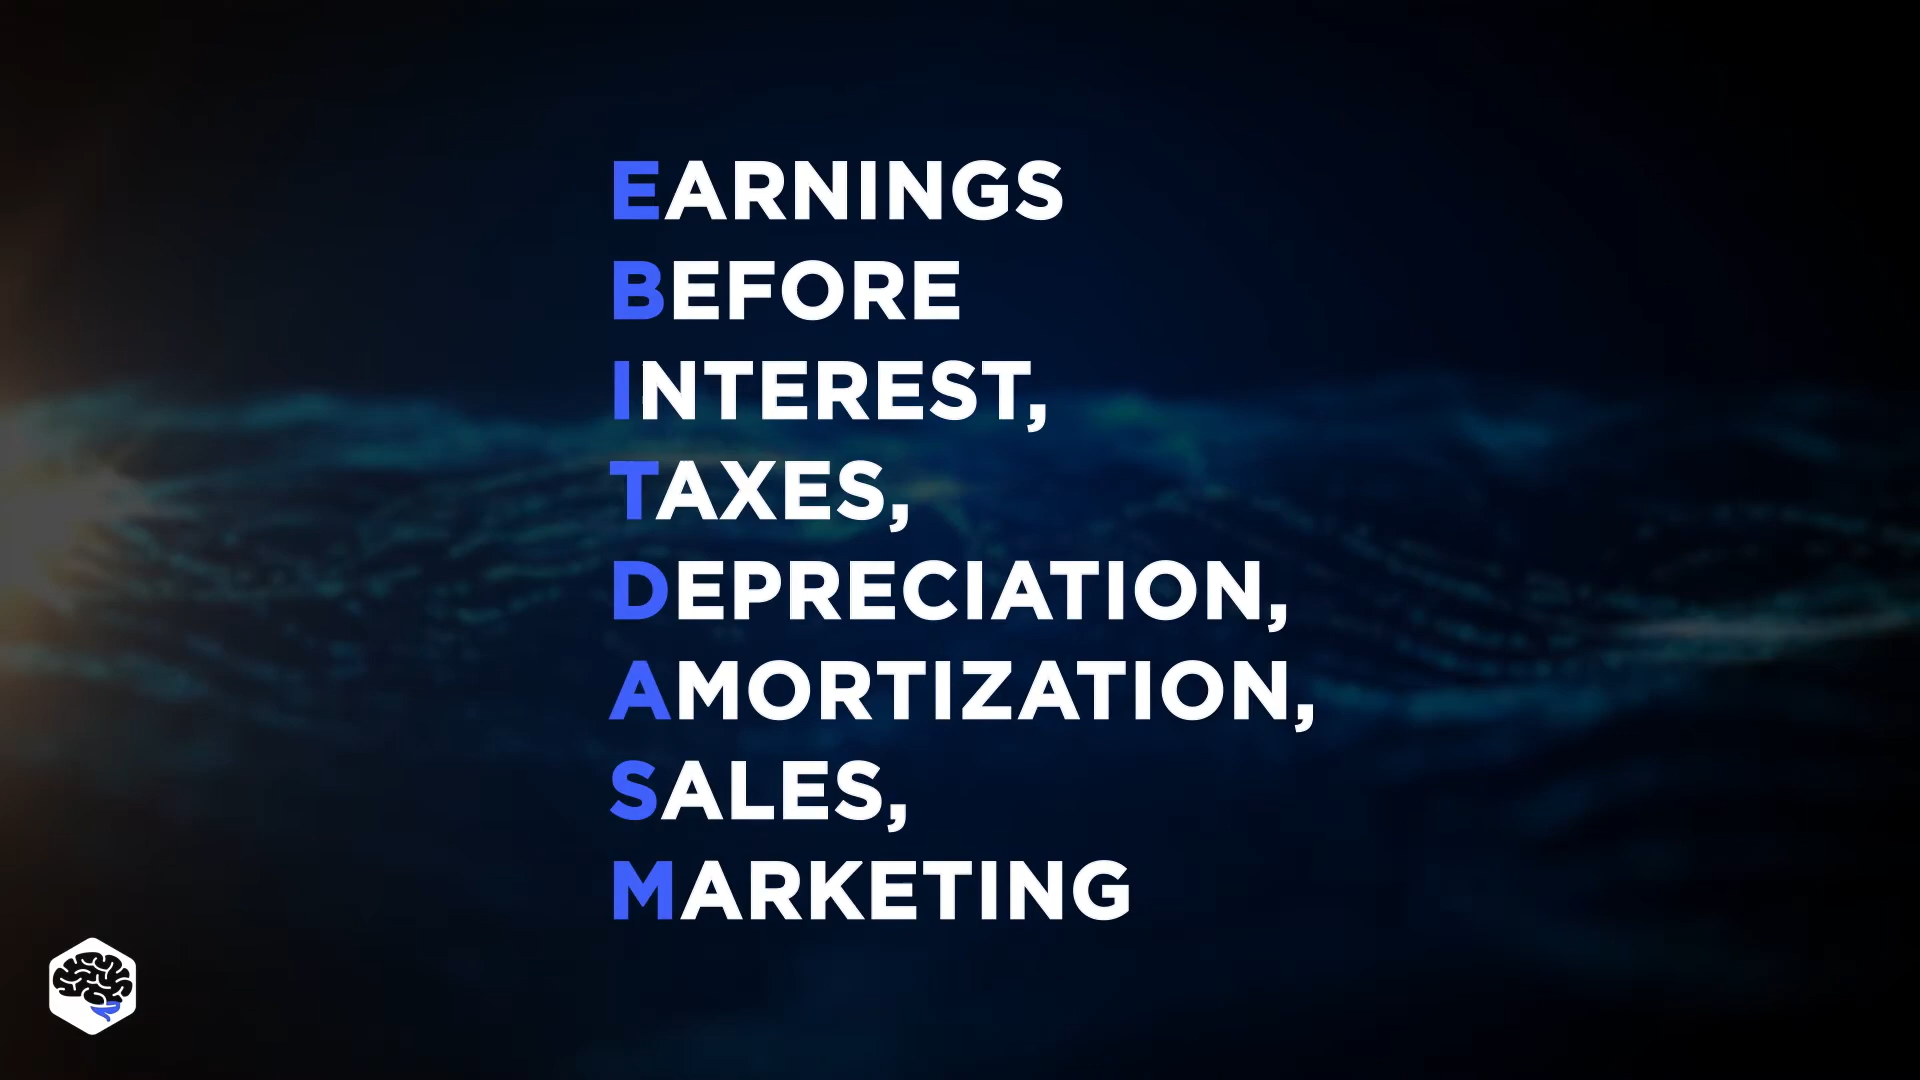 EARNINGS
BEFORE
INTEREST,
TAXES,
DEPRECIATION,
AMORTIZATION,
SALES,
MARKETING